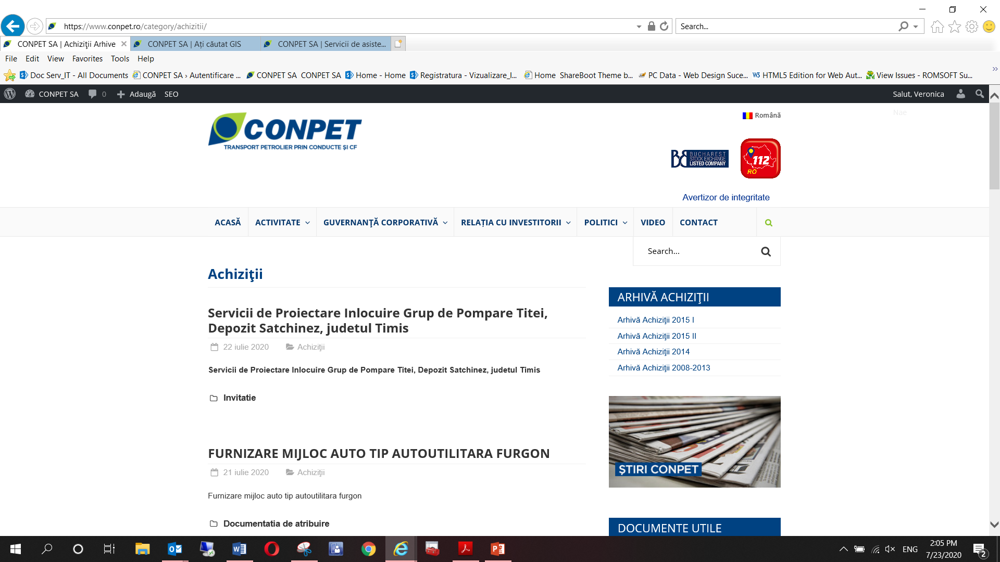 https://www.conpet.ro/category/achizitii/
Search...
CONPET SA | Achiziţii Arhive
CONPET SA | Ați căutat GIS
CONPET SA | Servicii de asiste...
File Edit View Favorites Tools Help
Doc Serv_IT - All Documents
CONPET SA › Autentificare ...
CONPET SA
CONPET SA
Home - Home
Registratura - Vizualizare_I...
Home
ShareBoot Theme b...
PC Data - Web Design Suce...
HTML5 Edition for Web Aut...
View Issues - ROMSOFT Su...
CONPET SA
0
Adaugă
SEO
Salut, Veronica
Nae
CONPET
TRANSPORT PETROLIER PRIN CONDUCTE ŞI CF
Română
BUCHAREST
STOCK EXCHANGE
LISTED COMPANY
112
RO
Avertizor de integritate
ACASĂ
ACTIVITATE
GUVERNANŢĂ CORPORATIVĂ
RELAȚIA CU INVESTITORII
POLITICI
VIDEO
CONTACT
Search...
Achiziţii
Servicii de Proiectare Inlocuire Grup de Pompare Titei,
Depozit Satchinez, judetul Timis
22 iulie 2020
Achiziţii
Servicii de Proiectare Inlocuire Grup de Pompare Titei, Depozit Satchinez, judetul Timis
Invitatie
FURNIZARE MIJLOC AUTO TIP AUTOUTILITARA FURGON
21 iulie 2020
Achiziţii
Furnizare mijloc auto tip autoutilitara furgon
Documentatia de atribuire
ARHIVĂ ACHIZIŢII
Arhivă Achiziţii 2015 I
Arhivă Achiziţii 2015 II
Arhivă Achiziţii 2014
Arhivă Achiziţii 2008-2013
ŞTIRI CONPET
DOCUMENTE UTILE
ENG
2:05 PM
7/23/2020
2